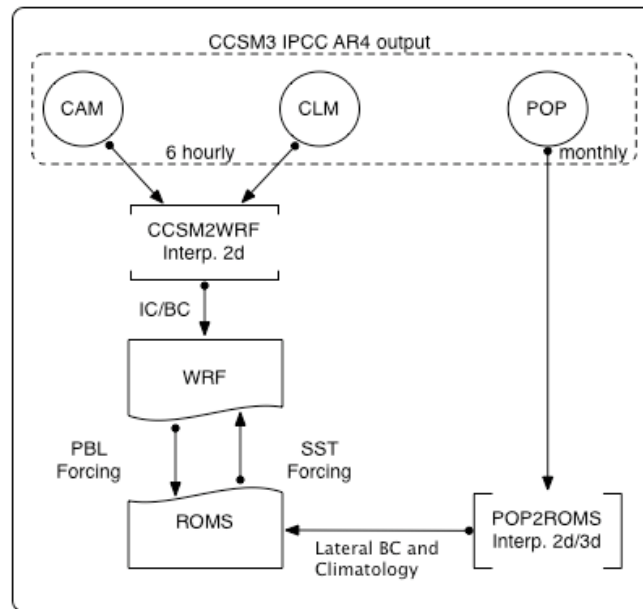 CCSM3 IPCC AR4 output
CAM
CLM
POP
6 hourly
monthly
CCSM2WRF
Interp. 2d
IC/BC
WRF
PBL
Forcing
SST
Forcing
ROMS
POP2ROMS
Interp. 2d/3d
Lateral BC and
Climatology